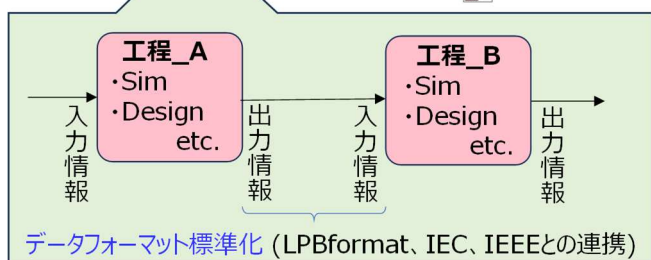 工程_A
・Sim
・Design
etc.
工程_B
・Sim
・Design
etc.
入力情報
出力情報
入力情報
出力情報
データフォーマット標準化 (LPBformat、IEC、IEEEとの連携)